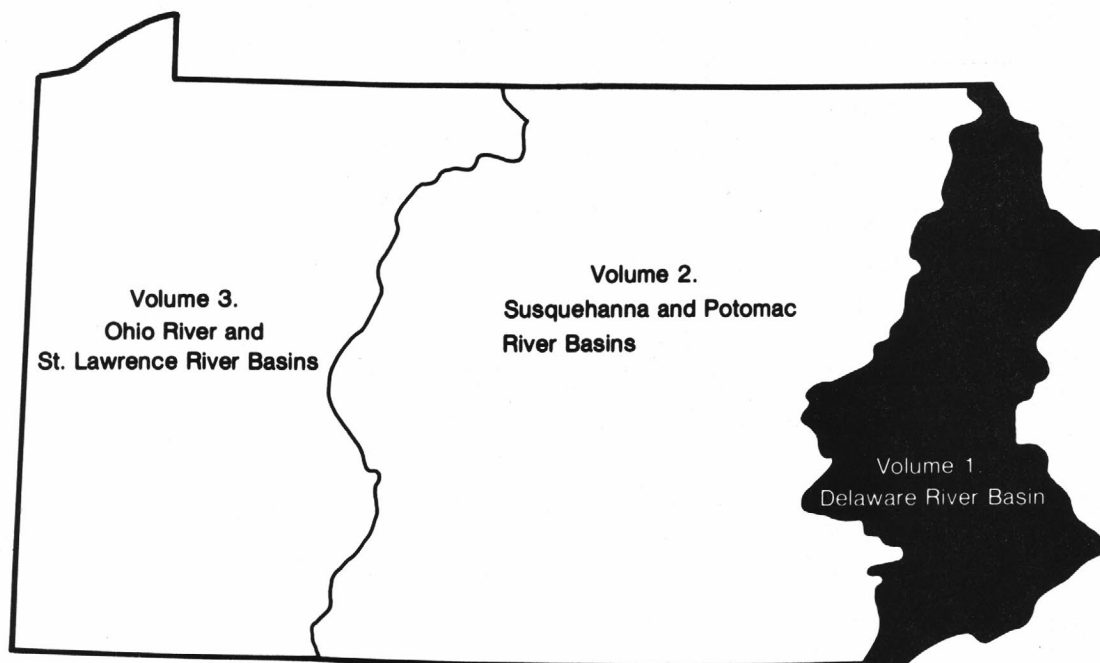 Volume 3.
Ohio River and
St. Lawrence River Basins
Volume 2.
Susquehanna and Potomac
River Basins
Volume 1.
Delaware River Basin